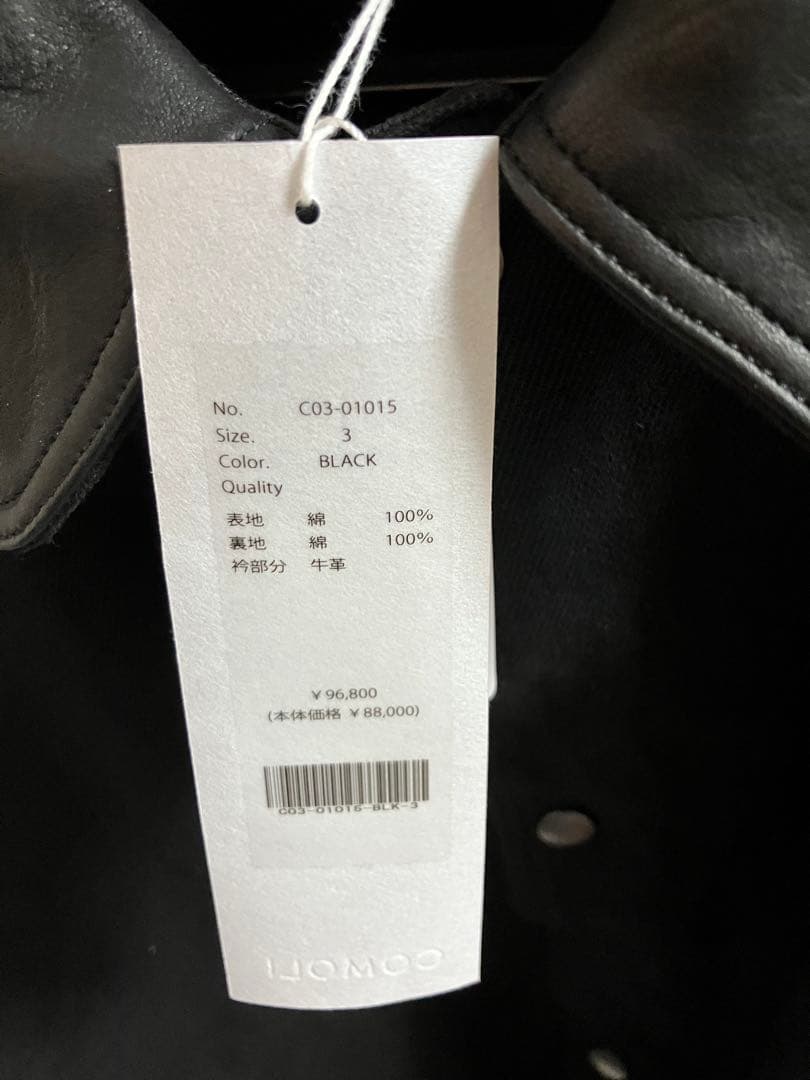 No. C03-01015
Size. 3
Color. BLACK
Quality
表地 綿 100%
裏地 綿 100%
衿部分 牛革
¥96,800
(本体価格 ¥88,000)
C03-01015-BLK-3
COMOLI